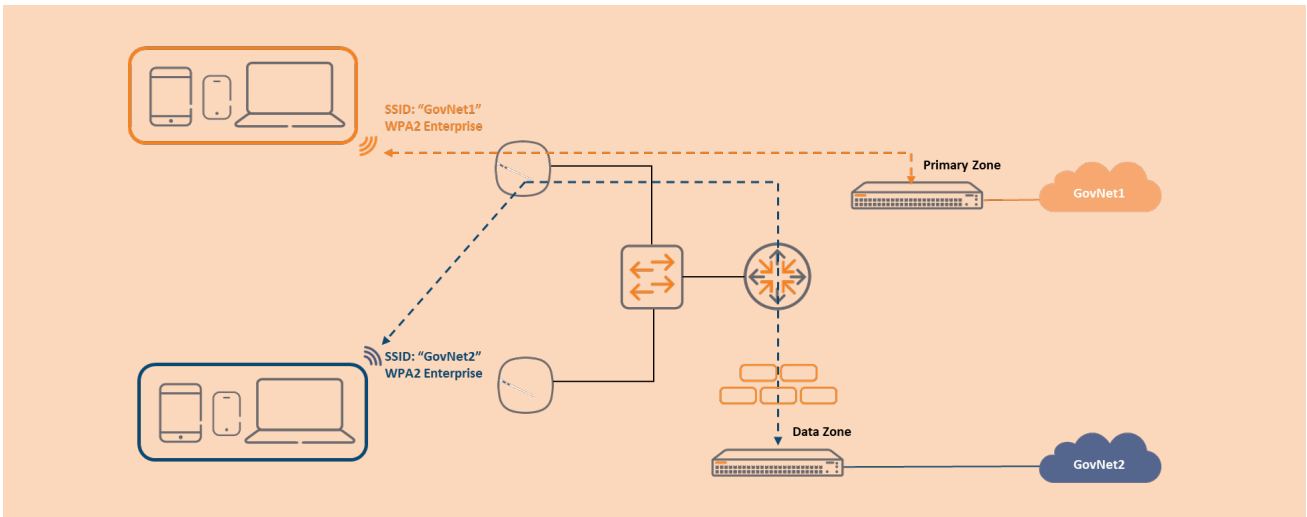 SSID: “GovNet1”
WPA2 Enterprise
Primary Zone
GovNet1
SSID: “GovNet2”
WPA2 Enterprise
Data Zone
GovNet2